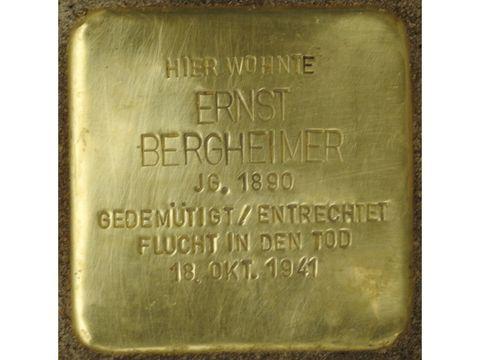 HIER WOHNTE
ERNST
BERGHEIMER
JG. 1890
GEDEMÜTIGT / ENTRECHTET
FLUCHT IN DEN TOD
18. OKT. 1941